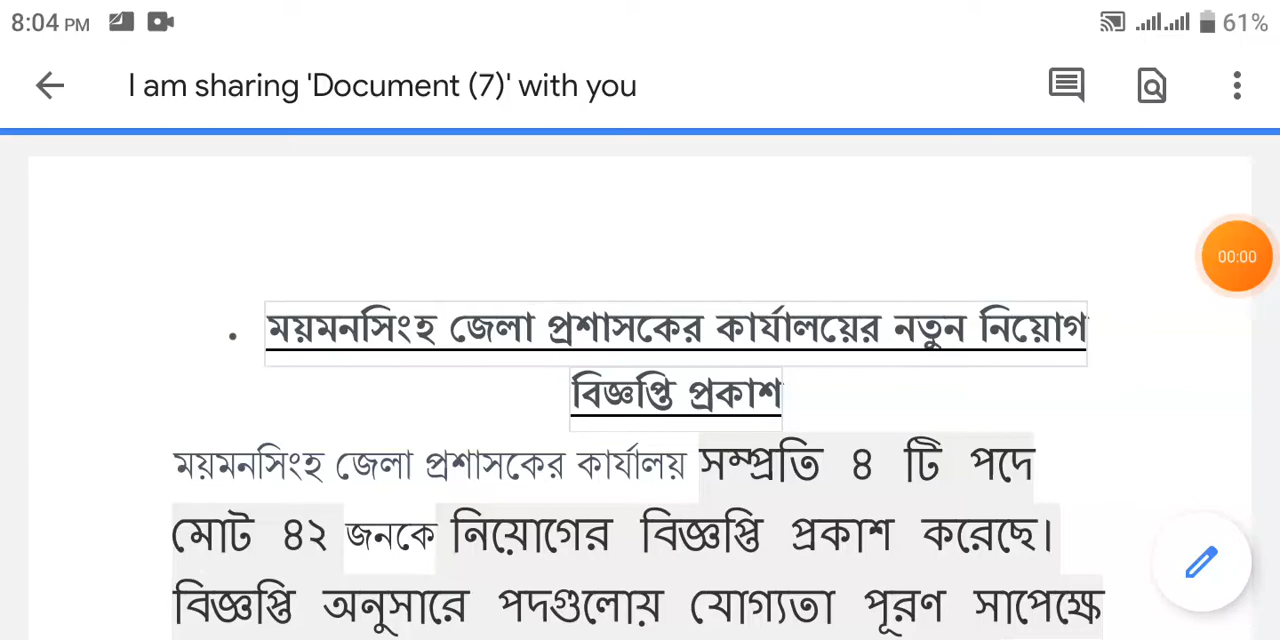 8:04 PM
61%
I am sharing 'Document (7)' with you
00:00
• ময়মনসিংহ জেলা প্রশাসকের কার্যালয়ের নতুন নিয়োগ
বিজ্ঞপ্তি প্রকাশ
ময়মনসিংহ জেলা প্রশাসকের কার্যালয় সম্প্রতি ৪ টি পদে
মোট ৪২ জনকে নিয়োগের বিজ্ঞপ্তি প্রকাশ করেছে।
বিজ্ঞপ্তি অনুসারে পদগুলোয় যোগ্যতা পূরণ সাপেক্ষে